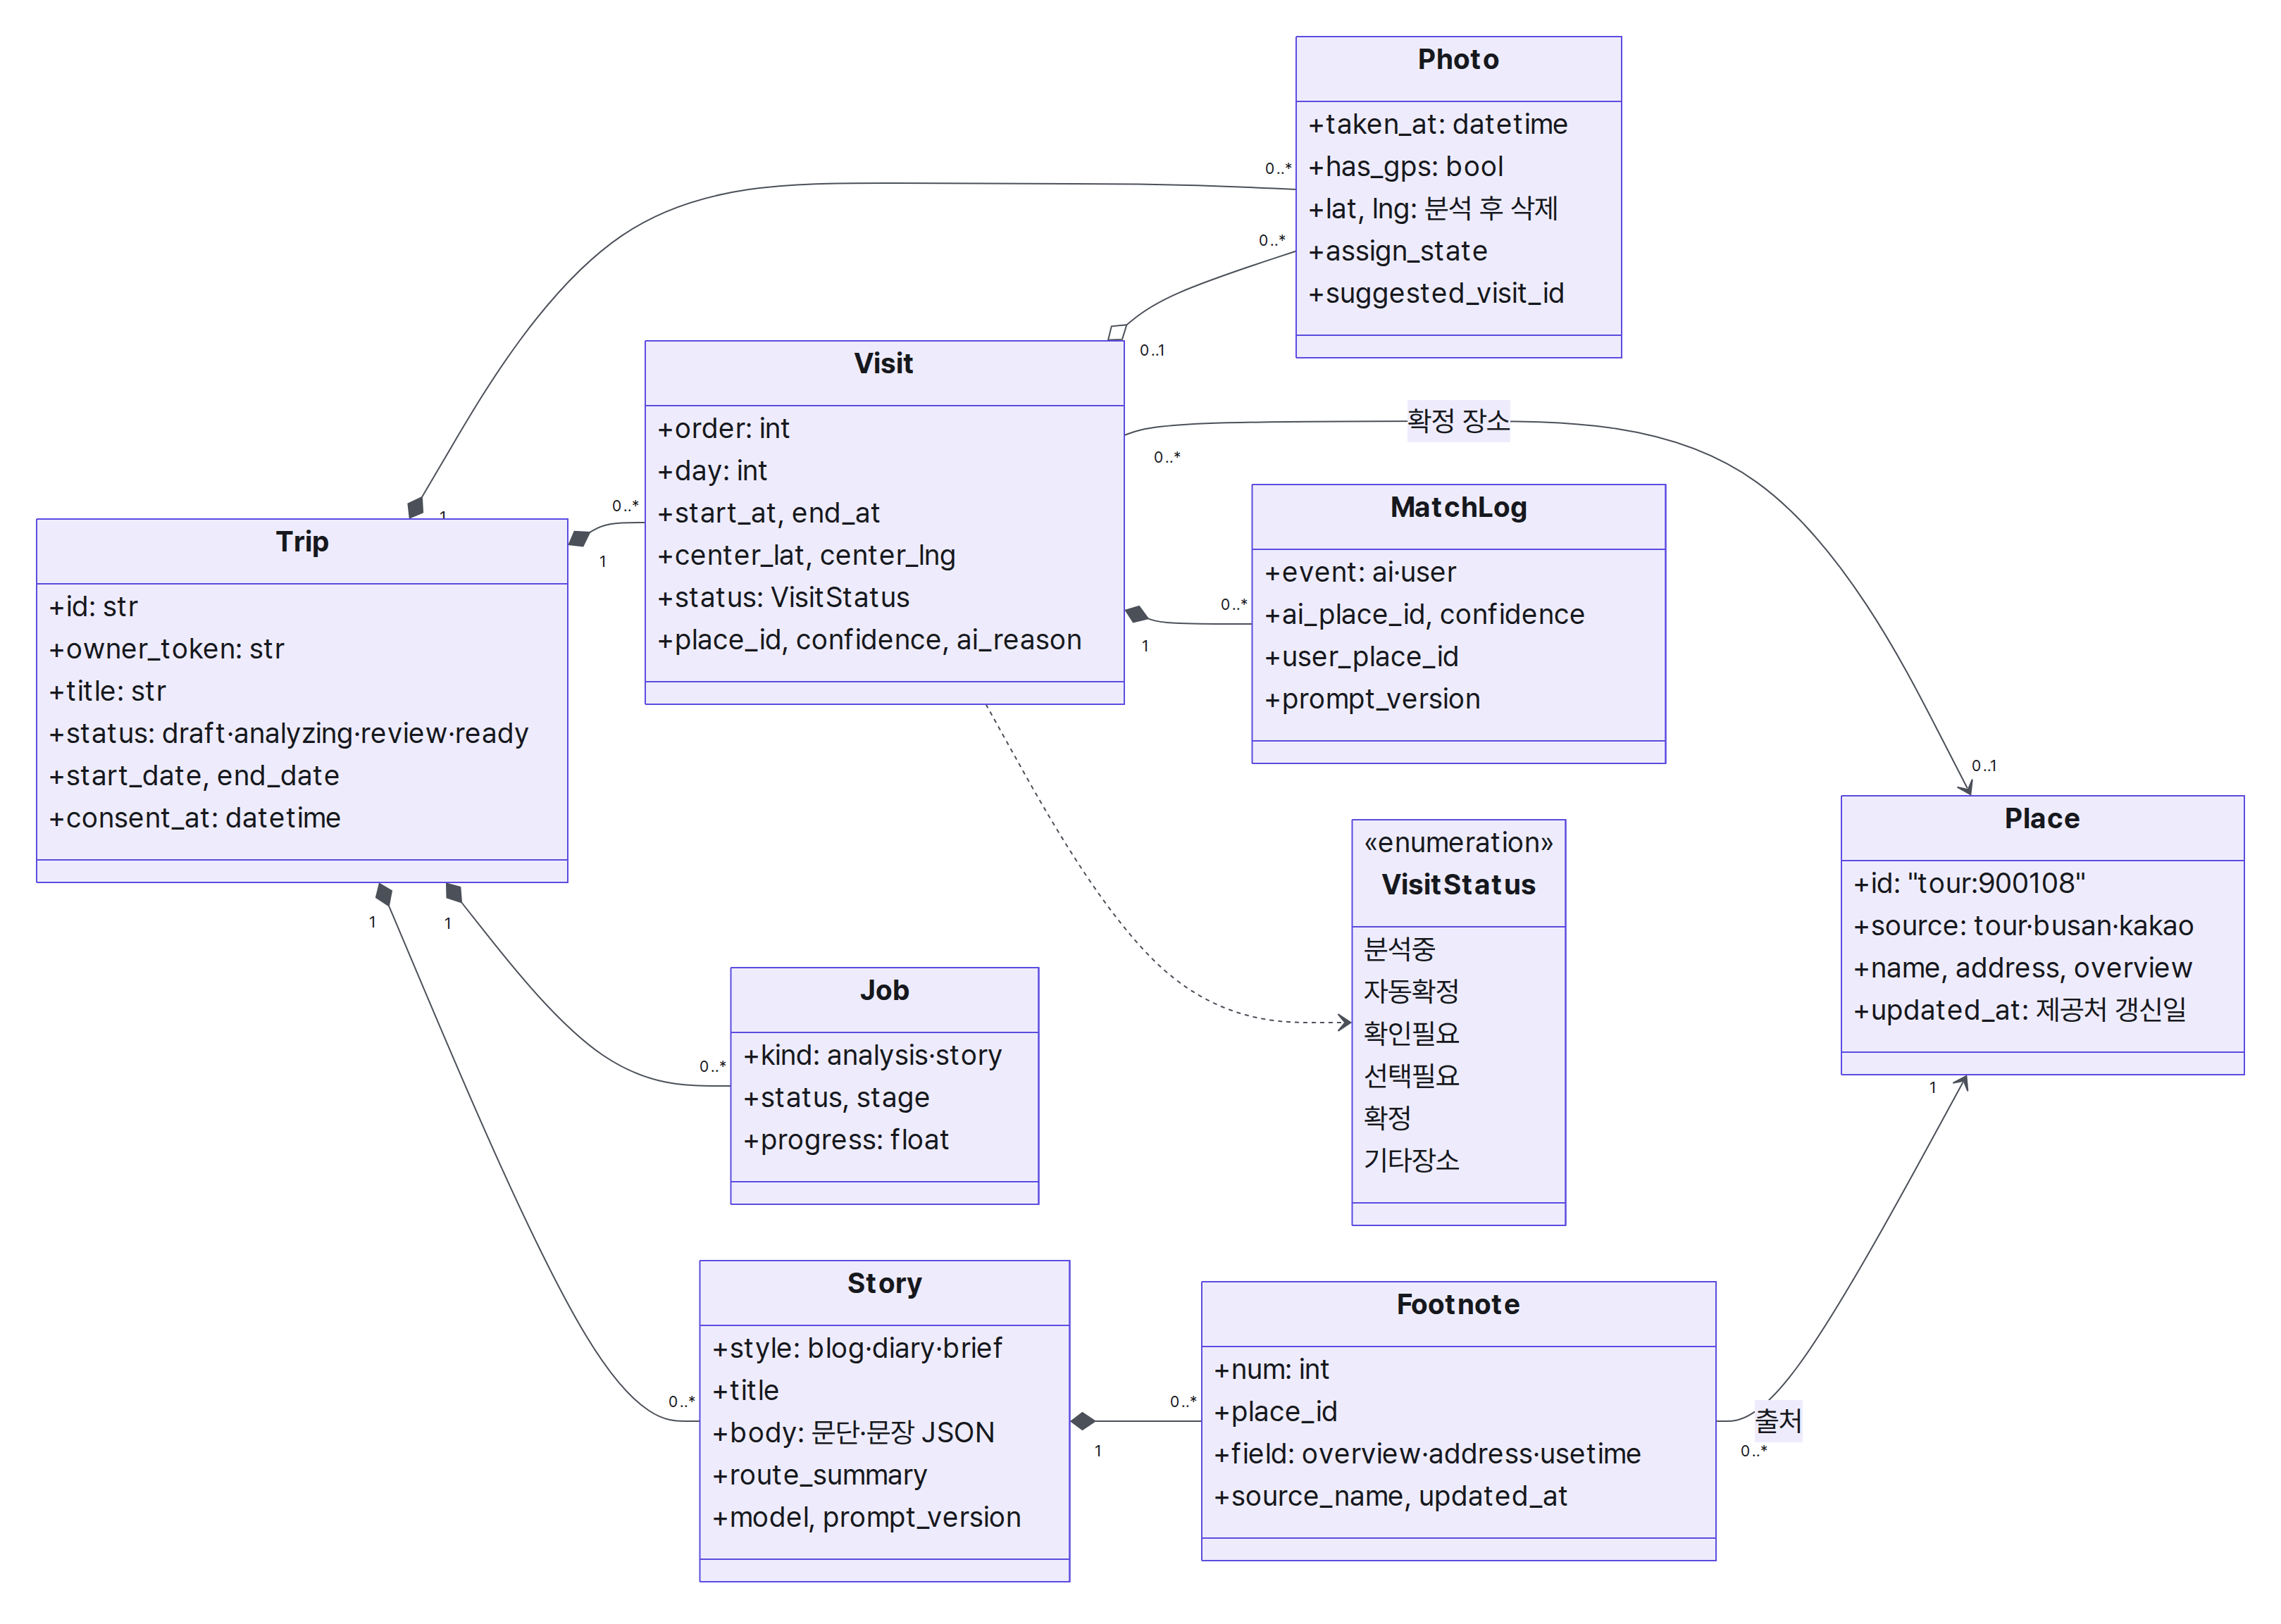 Photo
+taken_at: datetime
+has_gps: bool
+lat, lng: 분석 후 삭제
+assign_state
+suggested_visit_id
0..*
0..*
Visit
+order: int
+day: int
+start_at, end_at
+center_lat, center_lng
+status: VisitStatus
+place_id, confidence, ai_reason
0..1
확정 장소
0..*
0..1
MatchLog
+event: ai·user
+ai_place_id, confidence
+user_place_id
+prompt_version
0..*
1
Trip
+id: str
+owner_token: str
+title: str
+status: draft·analyzing·review·ready
+start_date, end_date
+consent_at: datetime
1
0..*
1
1
1
Place
+id: "tour:900108"
+source: tour·busan·kakao
+name, address, overview
+updated_at: 제공처 갱신일
1
«enumeration»
VisitStatus
분석중
자동확정
확인필요
선택필요
확정
기타장소
Job
+kind: analysis·story
+status, stage
+progress: float
0..*
Story
+style: blog·diary·brief
+title
+body: 문단·문장 JSON
+route_summary
+model, prompt_version
0..*
1
Footnote
+num: int
+place_id
+field: overview·address·usetime
+source_name, updated_at
0..*
출처
0..*